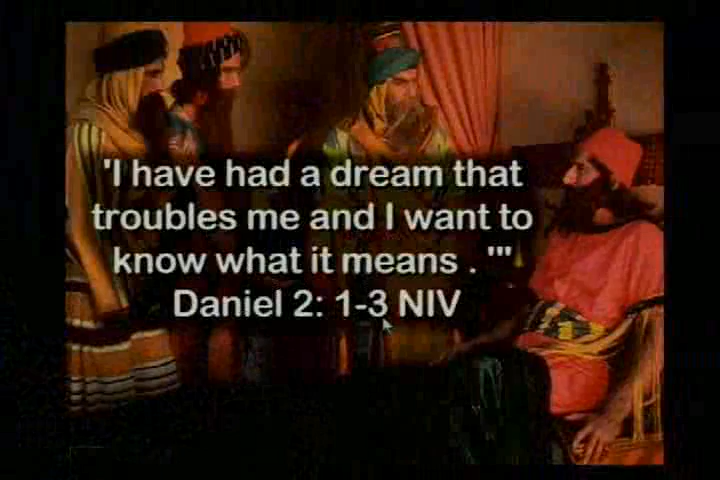 'I have had a dream that
troubles me and I want to
know what it means . '"
Daniel 2: 1-3 NIV